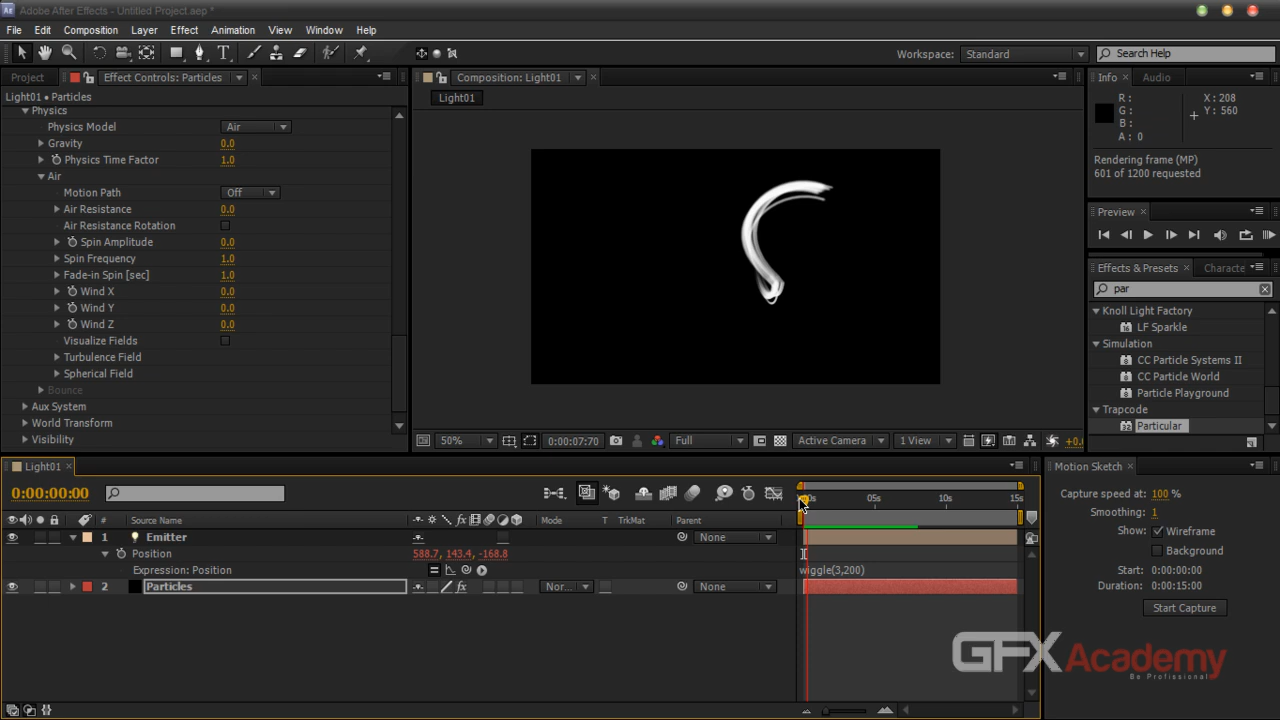 Adobe After Effects - Untitled Project.aep *
File Edit Composition Layer Effect Animation View Window Help
Workspace: Standard Search Help
Project Effect Controls: Particles
Light01 • Particles
Physics
Physics Model Air
Gravity 0.0
Physics Time Factor 1.0
Air
Motion Path Off
Air Resistance 0.0
Air Resistance Rotation
Spin Amplitude 0.0
Spin Frequency 1.0
Fade-in Spin [sec] 1.0
Wind X 0.0
Wind Y 0.0
Wind Z 0.0
Visualize Fields
Turbulence Field
Spherical Field
Bounce
Aux System
World Transform
Visibility
Composition: Light01
Light01
50% 0:00:07:70 Full Active Camera 1 View +0.
Info Audio
R :
G :
B :
A : 0
X : 208
Y : 560
Rendering frame (MP)
601 of 1200 requested
Preview
Effects & Presets Characte
par
Knoll Light Factory
LF Sparkle
Simulation
CC Particle Systems II
CC Particle World
Particle Playground
Trapcode
Particular
Light01
0:00:00:00
05s 10s 15s
# Source Name Mode T TrkMat Parent
1 Emitter None
Position 588.7, 143.4, -168.8
Expression: Position wiggle(3,200)
2 Particles Nor... None
Motion Sketch
Capture speed at: 100 %
Smoothing: 1
Show: Wireframe
Background
Start: 0:00:00:00
Duration: 0:00:15:00
Start Capture
GFXAcademy
Be Profissional